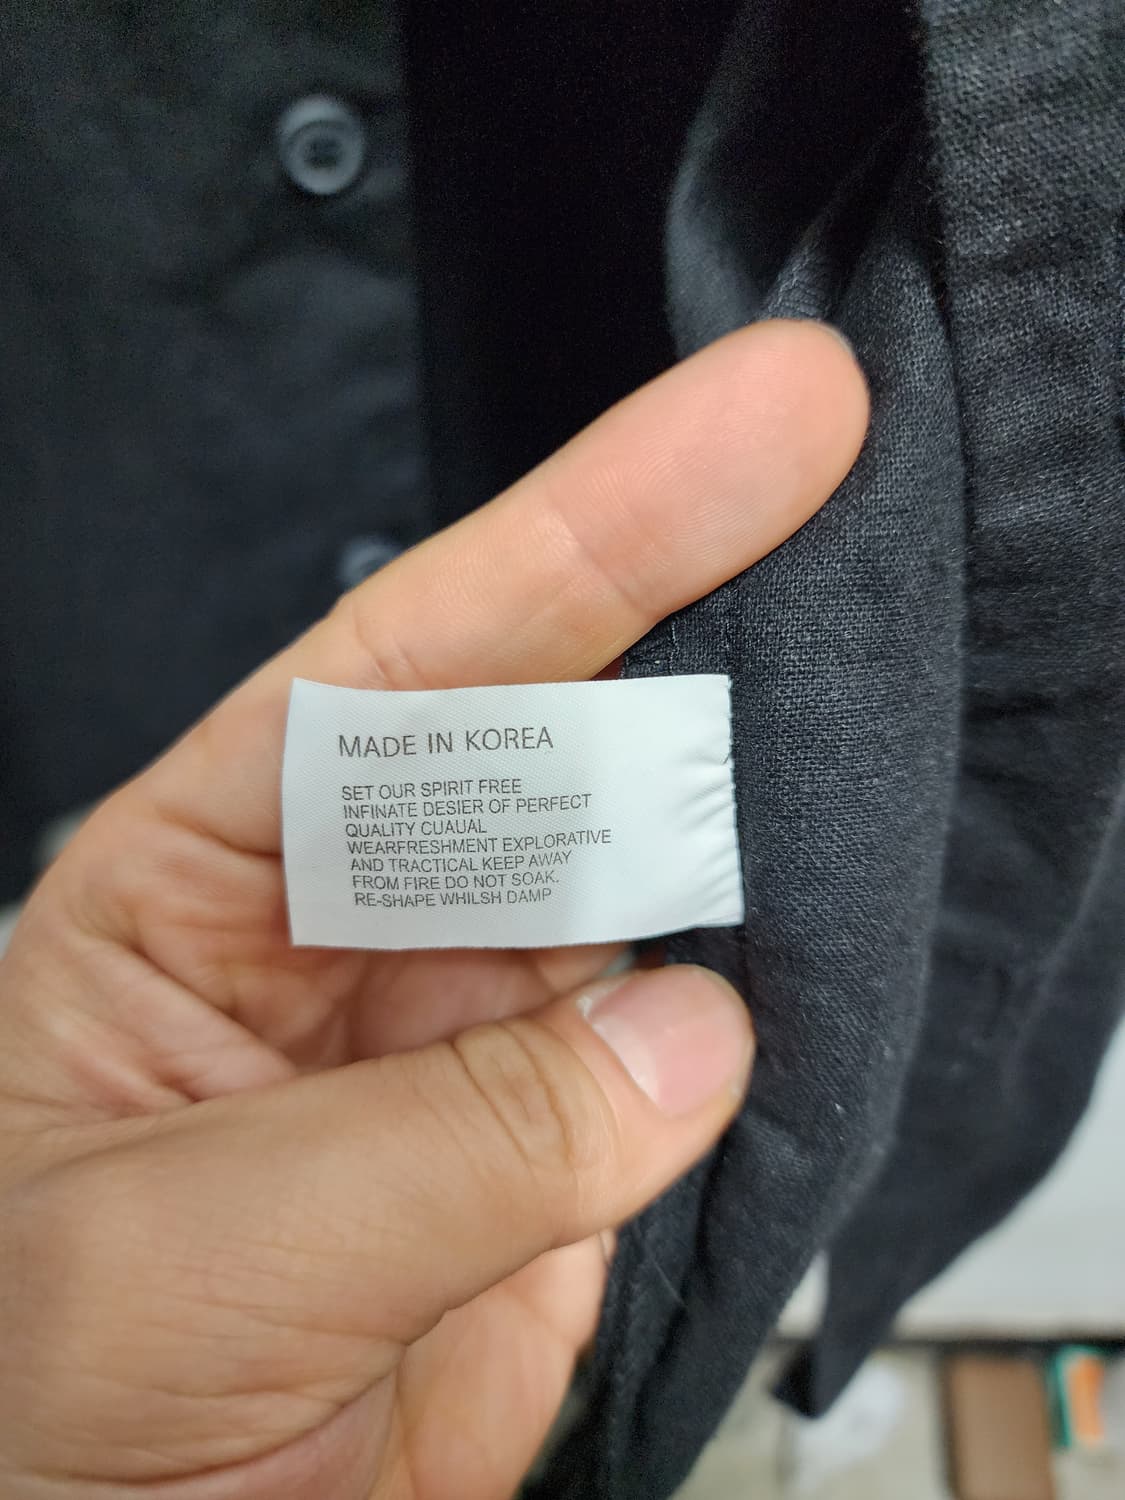 MADE IN KOREA
SET OUR SPIRIT FREE
INFINATE DESIER OF PERFECT
QUALITY CUAUAL
WEARFRESHMENT EXPLORATIVE
AND TRACTICAL KEEP AWAY
FROM FIRE DO NOT SOAK.
RE-SHAPE WHILSH DAMP